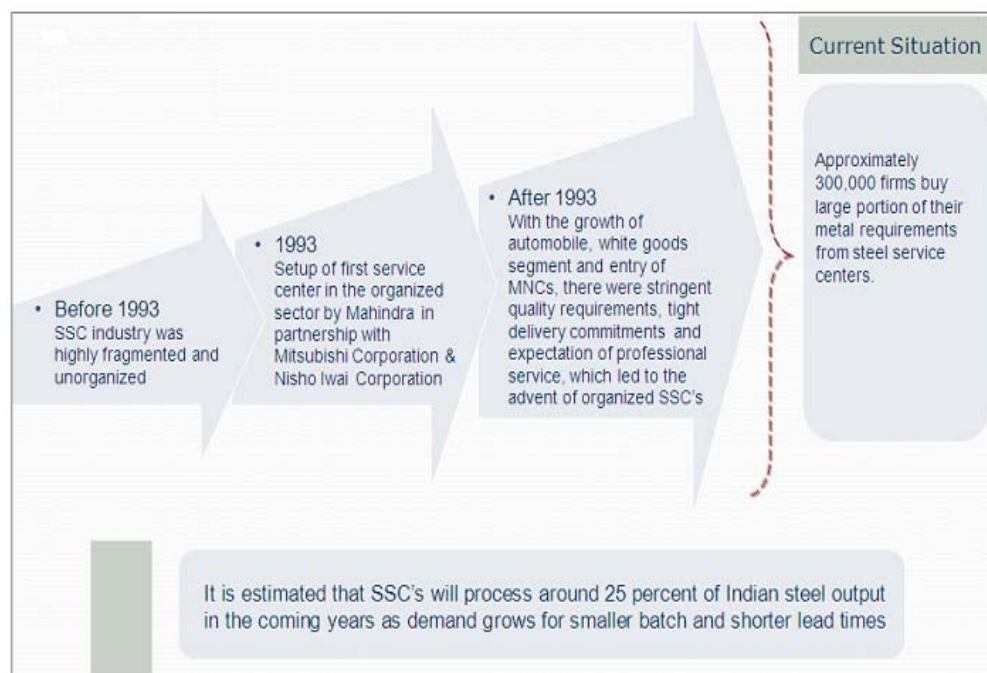 • Before 1993
SSC industry was
highly fragmented and
unorganized
• 1993
Setup of first service
center in the organized
sector by Mahindra in
partnership with
Mitsubishi Corporation &
Nisho Iwai Corporation
• After 1993
With the growth of
automobile, white goods
segment and entry of
MNCs, there were stringent
quality requirements, tight
delivery commitments and
expectation of professional
service, which led to the
advent of organized SSC's
Current Situation
Approximately
300,000 firms buy
large portion of their
metal requirements
from steel service
centers.
It is estimated that SSC's will process around 25 percent of Indian steel output
in the coming years as demand grows for smaller batch and shorter lead times